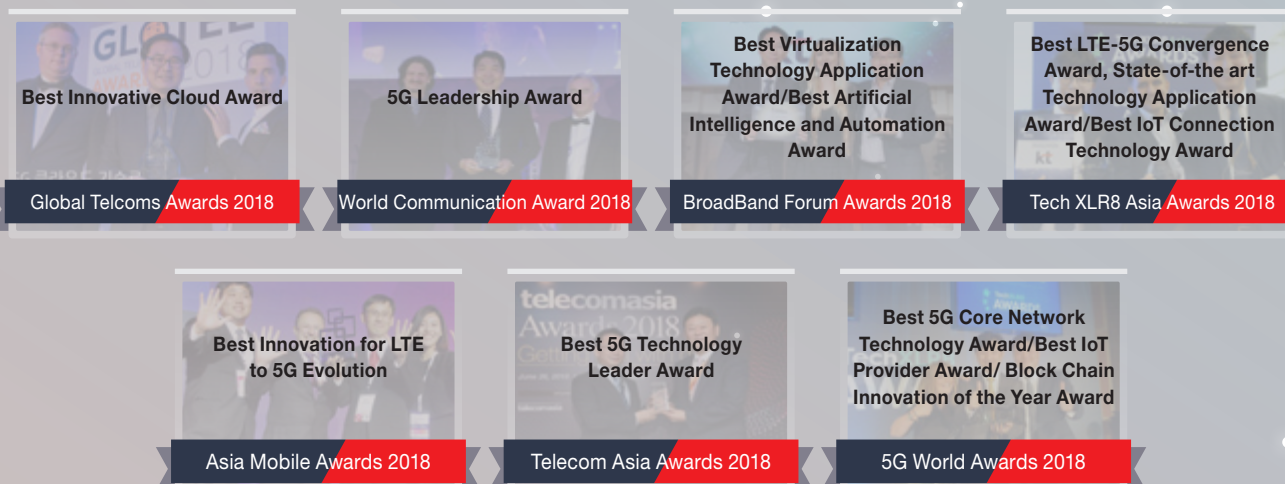 Best Innovative Cloud Award
Global Telcoms Awards 2018
5G Leadership Award
World Communication Award 2018
Best Virtualization
Technology Application
Award/Best Artificial
Intelligence and Automation
Award
BroadBand Forum Awards 2018
Best LTE-5G Convergence
Award, State-of-the art
Technology Application
Award/Best IoT Connection
Technology Award
kt
Tech XLR8 Asia Awards 2018
Best Innovation for LTE
to 5G Evolution
Asia Mobile Awards 2018
telecomasia
Awards 2018
Best 5G Technology
Leader Award
Telecom Asia Awards 2018
Best 5G Core Network
Technology Award/Best IoT
Provider Award/ Block Chain
Innovation of the Year Award
5G World Awards 2018